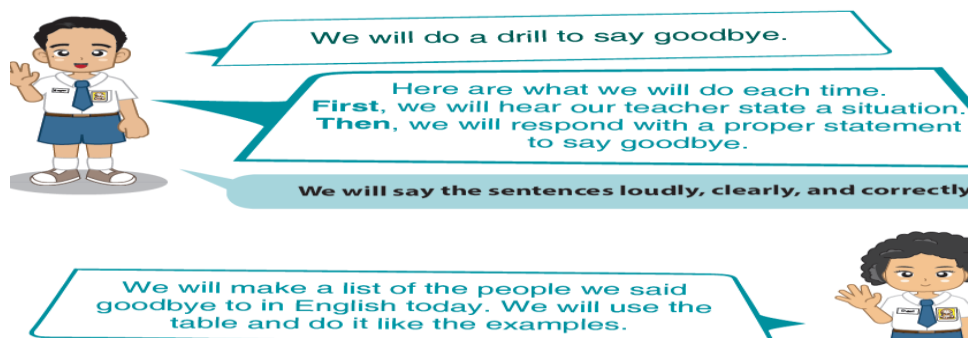 We will do a drill to say goodbye.
Here are what we will do each time.
First, we will hear our teacher state a situation.
Then, we will respond with a proper statement
to say goodbye.
We will say the sentences loudly, clearly, and correctly
We will make a list of the people we said
goodbye to in English today. We will use the
table and do it like the examples.